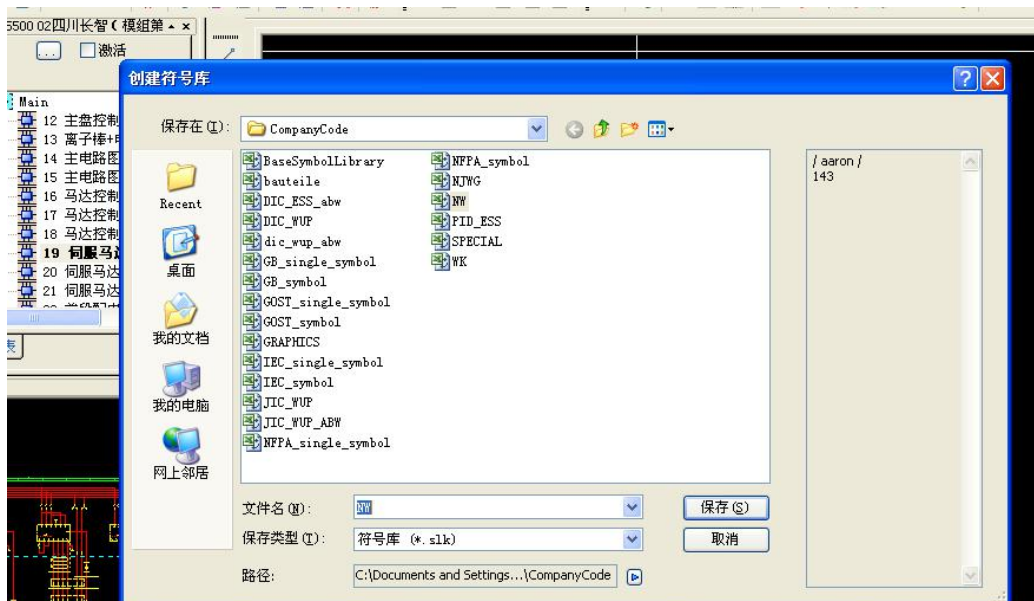 5500 02四川长智(模组第
... 激活
创建符号库
Main
12 主盘控制
13 离子棒+
14 主电路图
15 主电路图
16 马达控制
17 马达控制
18 马达控制
19 伺服马达
20 伺服马达
21 伺服马达
表
保存在(I): CompanyCode
Recent
桌面
我的文档
我的电脑
网上邻居
BaseSymbolLibrary
bauteile
DIC_ESS_abw
DIC_WUP
dic_wup_abw
GB_single_symbol
GB_symbol
GOST_single_symbol
GOST_symbol
GRAPHICS
IEC_single_symbol
IEC_symbol
JIC_WUP
JIC_WUP_ABW
NFPA_single_symbol
NFPA_symbol
NJWG
NW
PID_ESS
SPECIAL
WK
/ aaron /
143
文件名(N): NW
保存(S)
保存类型(T): 符号库 (*.slk)
取消
路径: C:\Documents and Settings...\CompanyCode